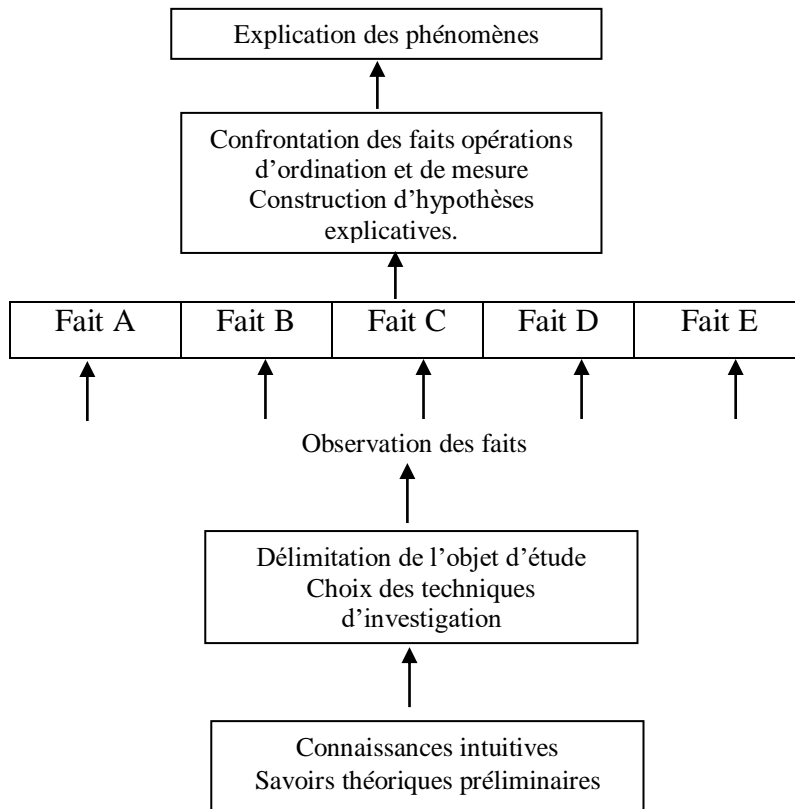 Explication des phénomènes
Confrontation des faits opérations
d’ordination et de mesure
Construction d’hypothèses
explicatives.
Fait A Fait B Fait C Fait D Fait E
Observation des faits
Délimitation de l’objet d’étude
Choix des techniques
d’investigation
Connaissances intuitives
Savoirs théoriques préliminaires